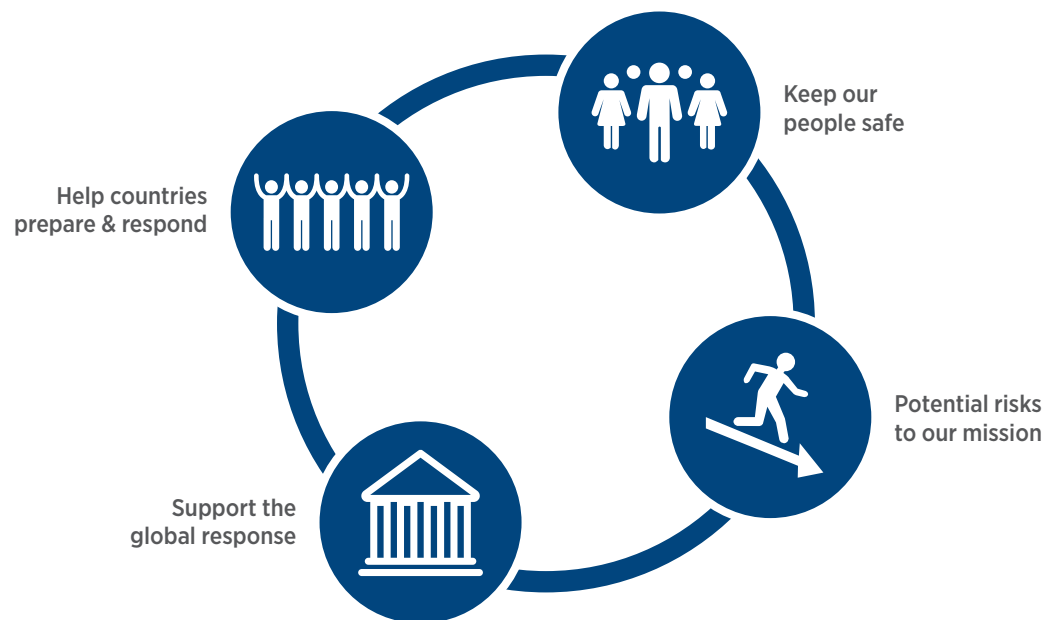 Keep our
people safe
Help countries
prepare & respond
Potential risks
to our mission
Support the
global response